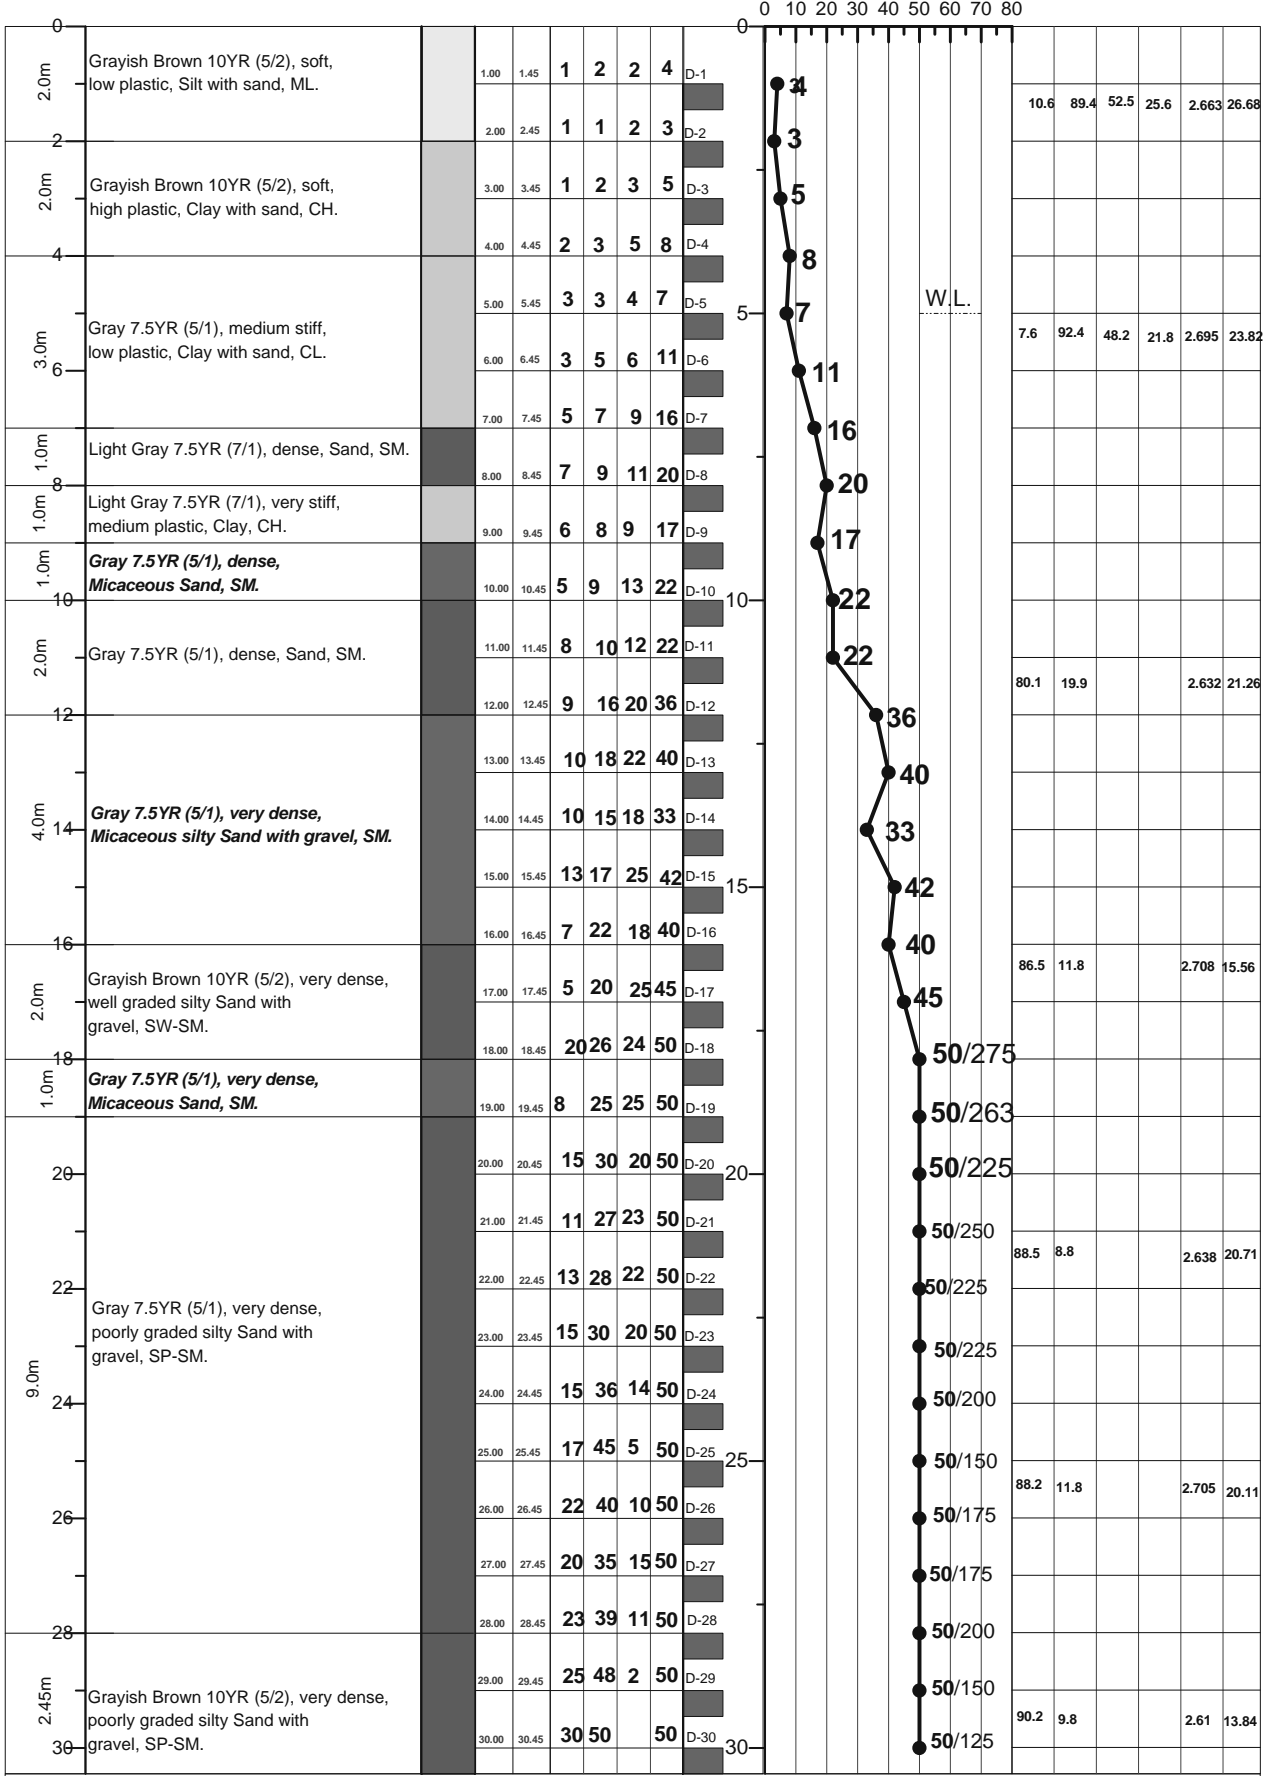 0 10 20 30 40 50 60 70 80
0 0
2.0m
Grayish Brown 10YR (5/2), soft,
low plastic, Silt with sand, ML.
1.00 1.45 1 2 2 4 D-1 4
10.6 89.4 52.5 25.6 2.663 26.68
2 2.00 2.45 1 1 2 3 D-2 3
2.0m
Grayish Brown 10YR (5/2), soft,
high plastic, Clay with sand, CH.
3.00 3.45 1 2 3 5 D-3 5
4 4.00 4.45 2 3 5 8 D-4 8
W.L.
5.00 5.45 3 3 4 7 D-5 5 7
3.0m
Gray 7.5YR (5/1), medium stiff,
low plastic, Clay with sand, CL.
7.6 92.4 48.2 21.8 2.695 23.82
6 6.00 6.45 3 5 6 11 D-6 11
7.00 7.45 5 7 9 16 D-7 16
1.0m
Light Gray 7.5YR (7/1), dense, Sand, SM.
8 8.00 8.45 7 9 11 20 D-8 20
1.0m
Light Gray 7.5YR (7/1), very stiff,
medium plastic, Clay, CH.
9.00 9.45 6 8 9 17 D-9 17
1.0m
Gray 7.5YR (5/1), dense,
Micaceous Sand, SM.
10 10.00 10.45 5 9 13 22 D-10 10 22
2.0m
Gray 7.5YR (5/1), dense, Sand, SM.
11.00 11.45 8 10 12 22 D-11 22
80.1 19.9 2.632 21.26
12 12.00 12.45 9 16 20 36 D-12 36
13.00 13.45 10 18 22 40 D-13 40
4.0m
Gray 7.5YR (5/1), very dense,
Micaceous silty Sand with gravel, SM.
14 14.00 14.45 10 15 18 33 D-14 33
15.00 15.45 13 17 25 42 D-15 15 42
16 16.00 16.45 7 22 18 40 D-16 40
86.5 11.8 2.708 15.56
2.0m
Grayish Brown 10YR (5/2), very dense,
well graded silty Sand with
gravel, SW-SM.
17.00 17.45 5 20 25 45 D-17 45
18 18.00 18.45 20 26 24 50 D-18 50/275
1.0m
Gray 7.5YR (5/1), very dense,
Micaceous Sand, SM.
19.00 19.45 8 25 25 50 D-19 50/263
20 20.00 20.45 15 30 20 50 D-20 20 50/225
21.00 21.45 11 27 23 50 D-21 50/250
88.5 8.8 2.638 20.71
22 22.00 22.45 13 28 22 50 D-22 50/225
9.0m
Gray 7.5YR (5/1), very dense,
poorly graded silty Sand with
gravel, SP-SM.
23.00 23.45 15 30 20 50 D-23 50/225
24 24.00 24.45 15 36 14 50 D-24 50/200
25.00 25.45 17 45 5 50 D-25 25 50/150
88.2 11.8 2.705 20.11
26 26.00 26.45 22 40 10 50 D-26 50/175
27.00 27.45 20 35 15 50 D-27 50/175
28 28.00 28.45 23 39 11 50 D-28 50/200
29.00 29.45 25 48 2 50 D-29 50/150
2.45m
Grayish Brown 10YR (5/2), very dense,
poorly graded silty Sand with
gravel, SP-SM.
90.2 9.8 2.61 13.84
30 30.00 30.45 30 50 50 D-30 30 50/125